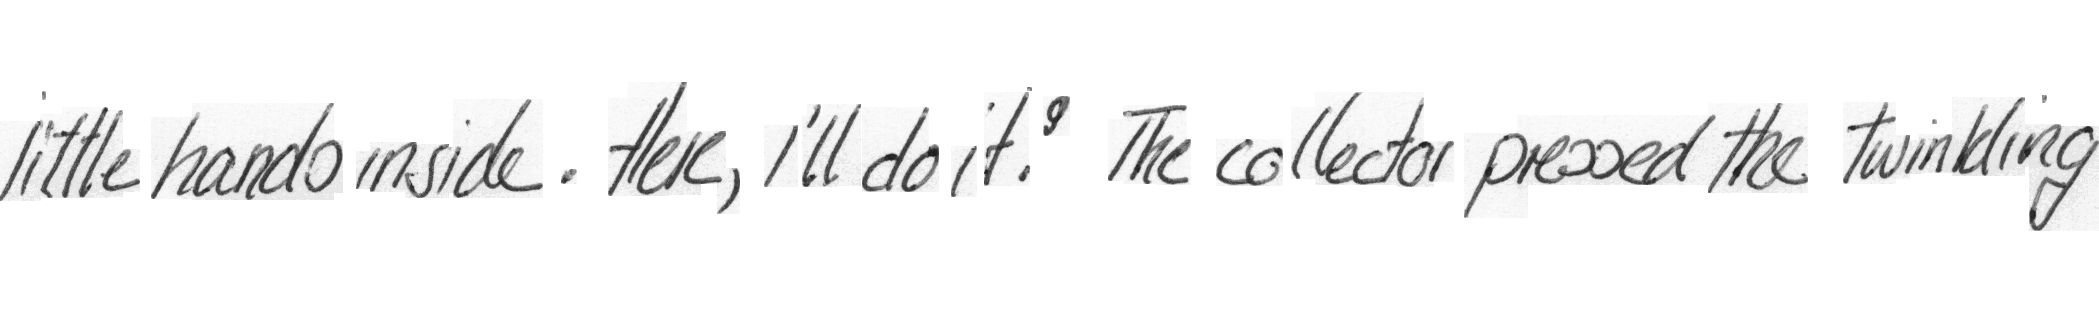 little hands inside. Here, I'll do it." The collector pressed the twinkling